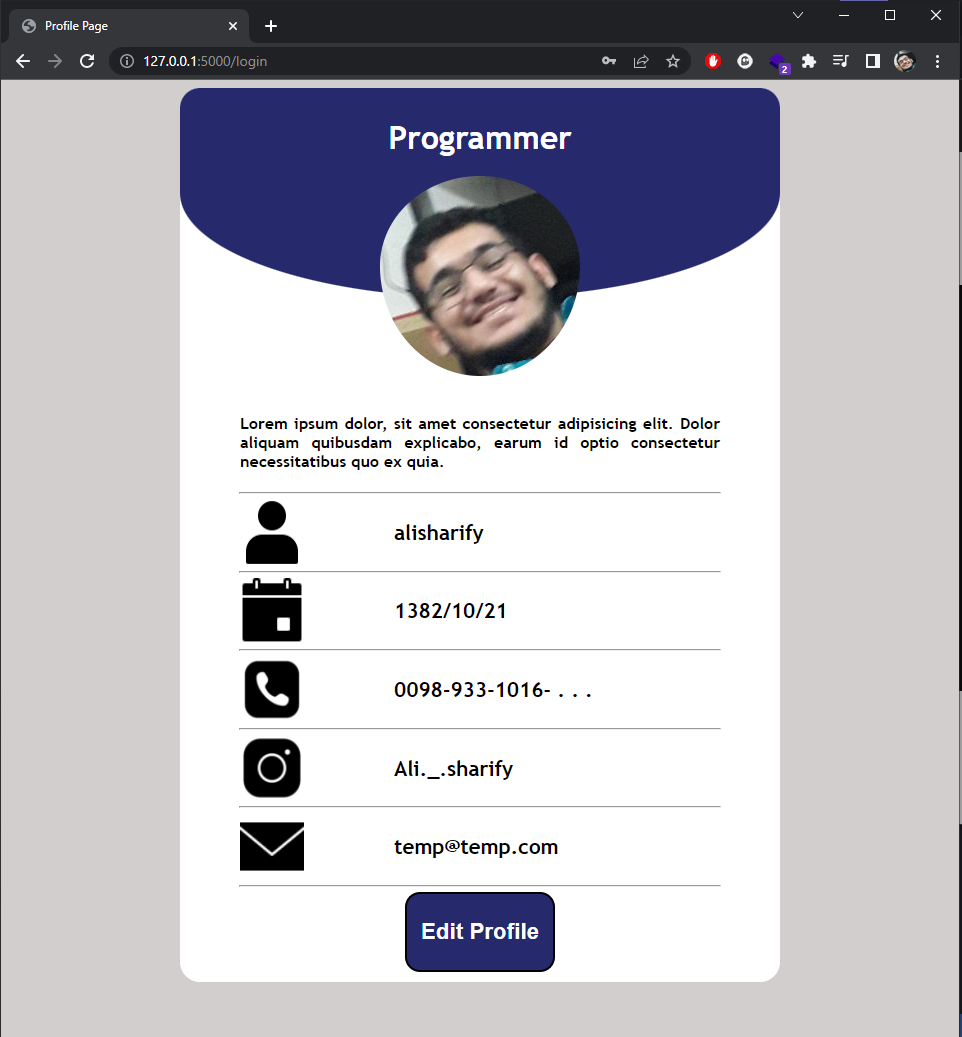 Profile Page
127.0.0.1:5000/login
2
Programmer
Lorem ipsum dolor, sit amet consectetur adipisicing elit. Dolor
aliquam quibusdam explicabo, earum id optio consectetur
necessitatibus quo ex quia.
alisharify
1382/10/21
0098-933-1016- . . .
Ali._.sharify
temp@temp.com
Edit Profile